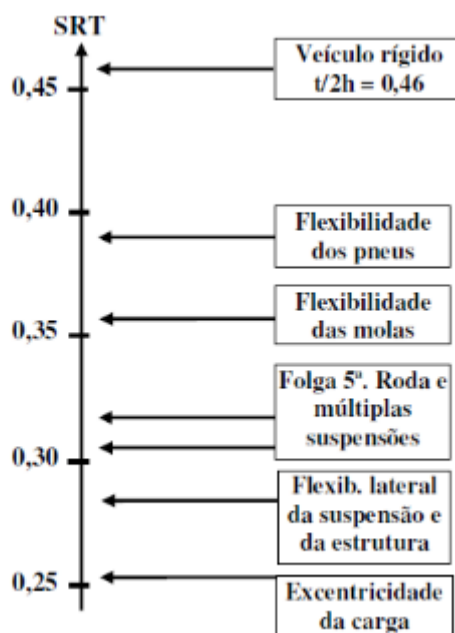 SRT
Veículo rígido
t/2h = 0,46
0,45
0,40
Flexibilidade
dos pneus
Flexibilidade
das molas
0,35
Folga 5ª. Roda e
múltiplas
suspensões
0,30
Flexib. lateral
da suspensão e
da estrutura
0,25
Excentricidade
da carga